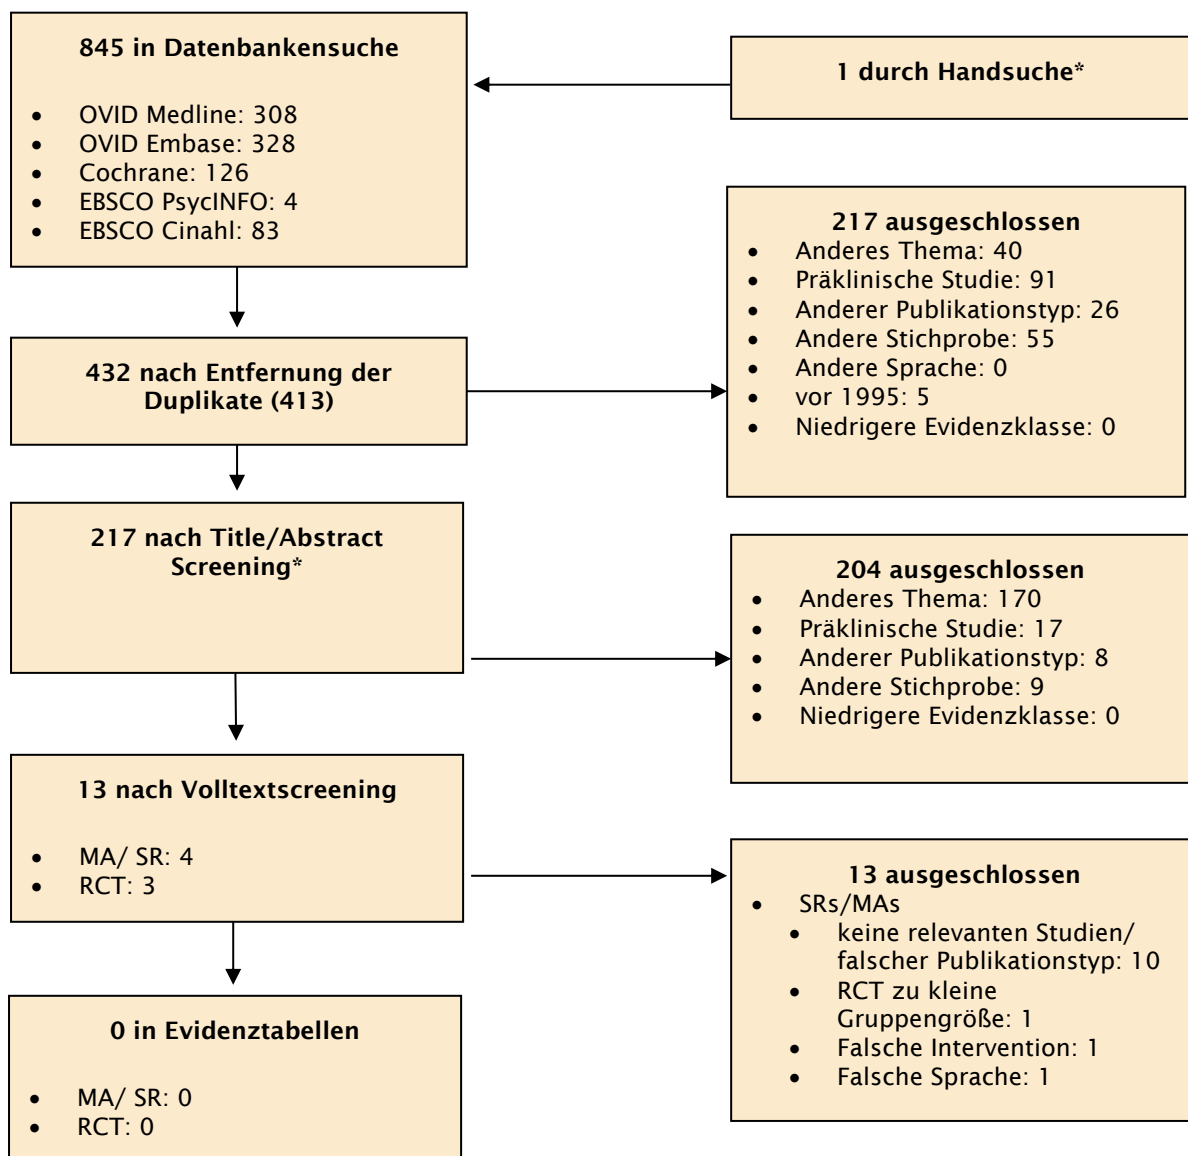 845 in Datenbankensuche
• OVID Medline: 308
• OVID Embase: 328
• Cochrane: 126
• EBSCO PsycINFO: 4
• EBSCO Cinahl: 83
1 durch Handsuche*
432 nach Entfernung der
Duplikate (413)
217 ausgeschlossen
• Anderes Thema: 40
• Präklinische Studie: 91
• Anderer Publikationstyp: 26
• Andere Stichprobe: 55
• Andere Sprache: 0
• vor 1995: 5
• Niedrigere Evidenzklasse: 0
217 nach Title/Abstract
Screening*
204 ausgeschlossen
• Anderes Thema: 170
• Präklinische Studie: 17
• Anderer Publikationstyp: 8
• Andere Stichprobe: 9
• Niedrigere Evidenzklasse: 0
13 nach Volltextscreening
• MA/ SR: 4
• RCT: 3
13 ausgeschlossen
• SRs/MAs
• keine relevanten Studien/
falscher Publikationstyp: 10
• RCT zu kleine
Gruppengröße: 1
• Falsche Intervention: 1
• Falsche Sprache: 1
0 in Evidenztabellen
• MA/ SR: 0
• RCT: 0